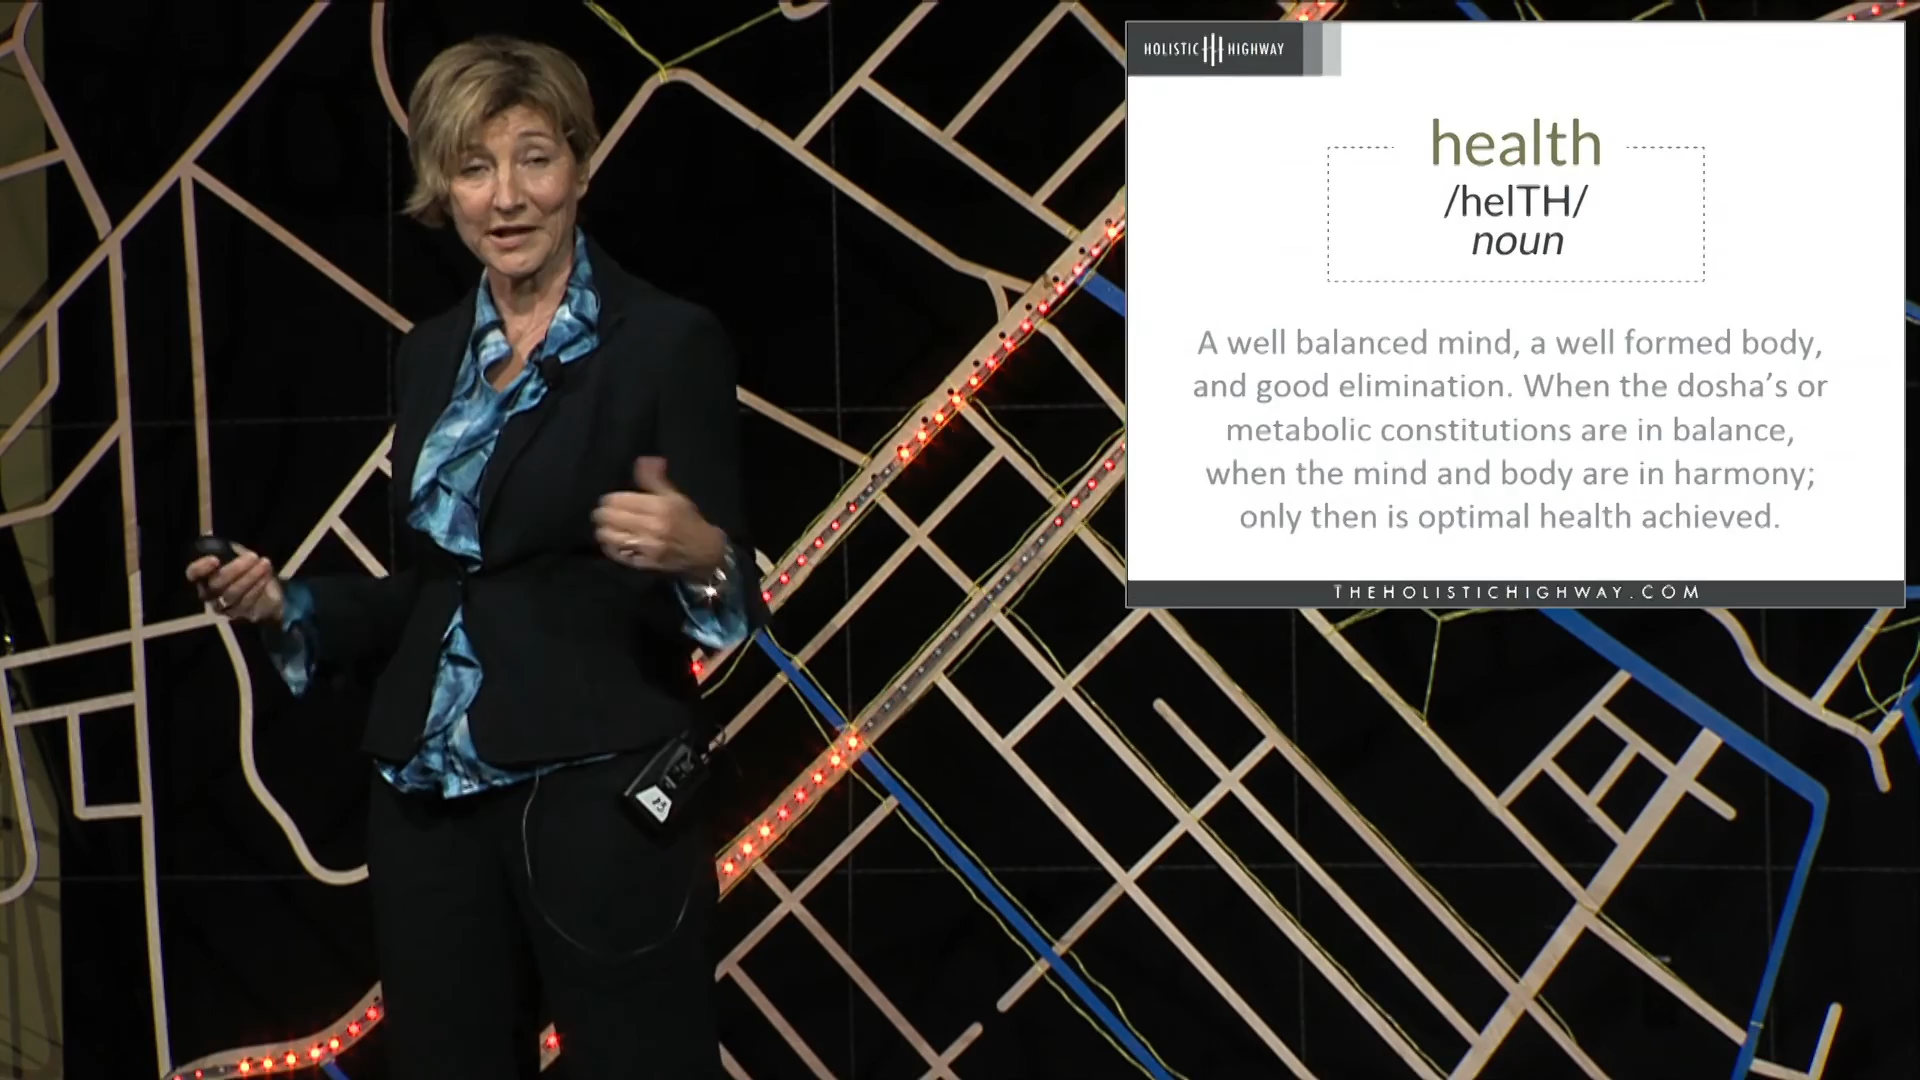 HOLISTIC HIGHWAY
health
/helTH/
noun
A well balanced mind, a well formed body,
and good elimination. When the dosha's or
metabolic constitutions are in balance,
when the mind and body are in harmony;
only then is optimal health achieved.
THEHOLISTICHIGHWAY.COM